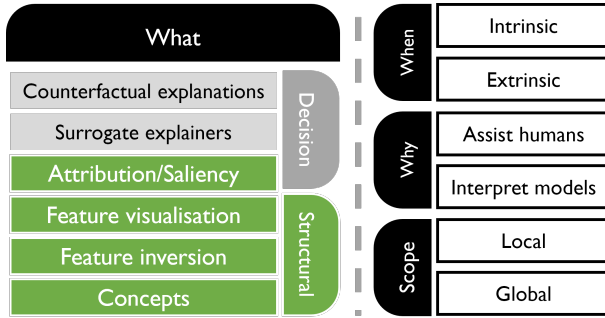 What
Counterfactual explanations
Surrogate explainers
Attribution/Saliency
Decision
Feature visualisation
Feature inversion
Concepts
Structural
When
Intrinsic
Extrinsic
Why
Assist humans
Interpret models
Scope
Local
Global